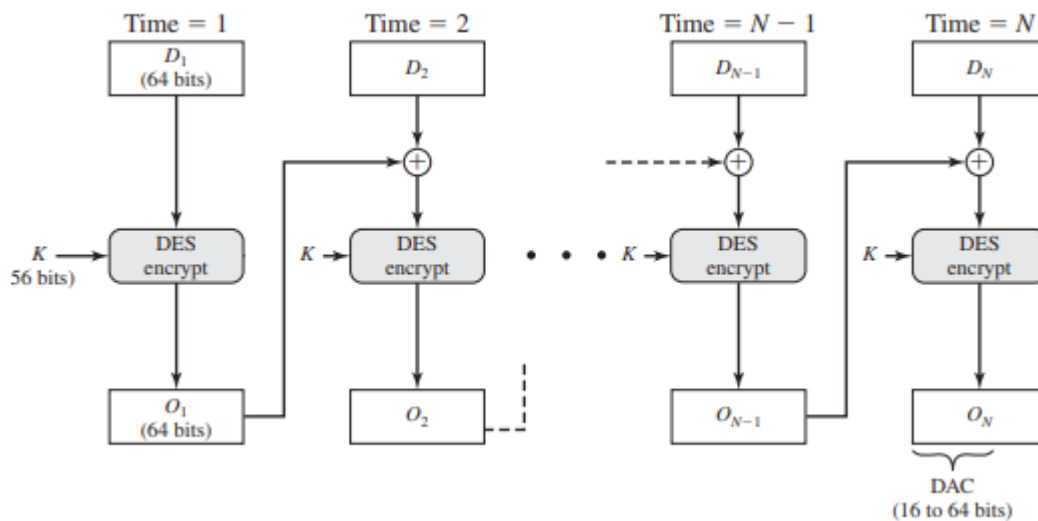 Time = 1
Time = 2
Time = N − 1
Time = N
D1
(64 bits)
D2
DN−1
DN
+
+
+
K
56 bits)
DES
encrypt
K
DES
encrypt
• • •
K
DES
encrypt
K
DES
encrypt
O1
(64 bits)
O2
ON−1
ON
DAC
(16 to 64 bits)